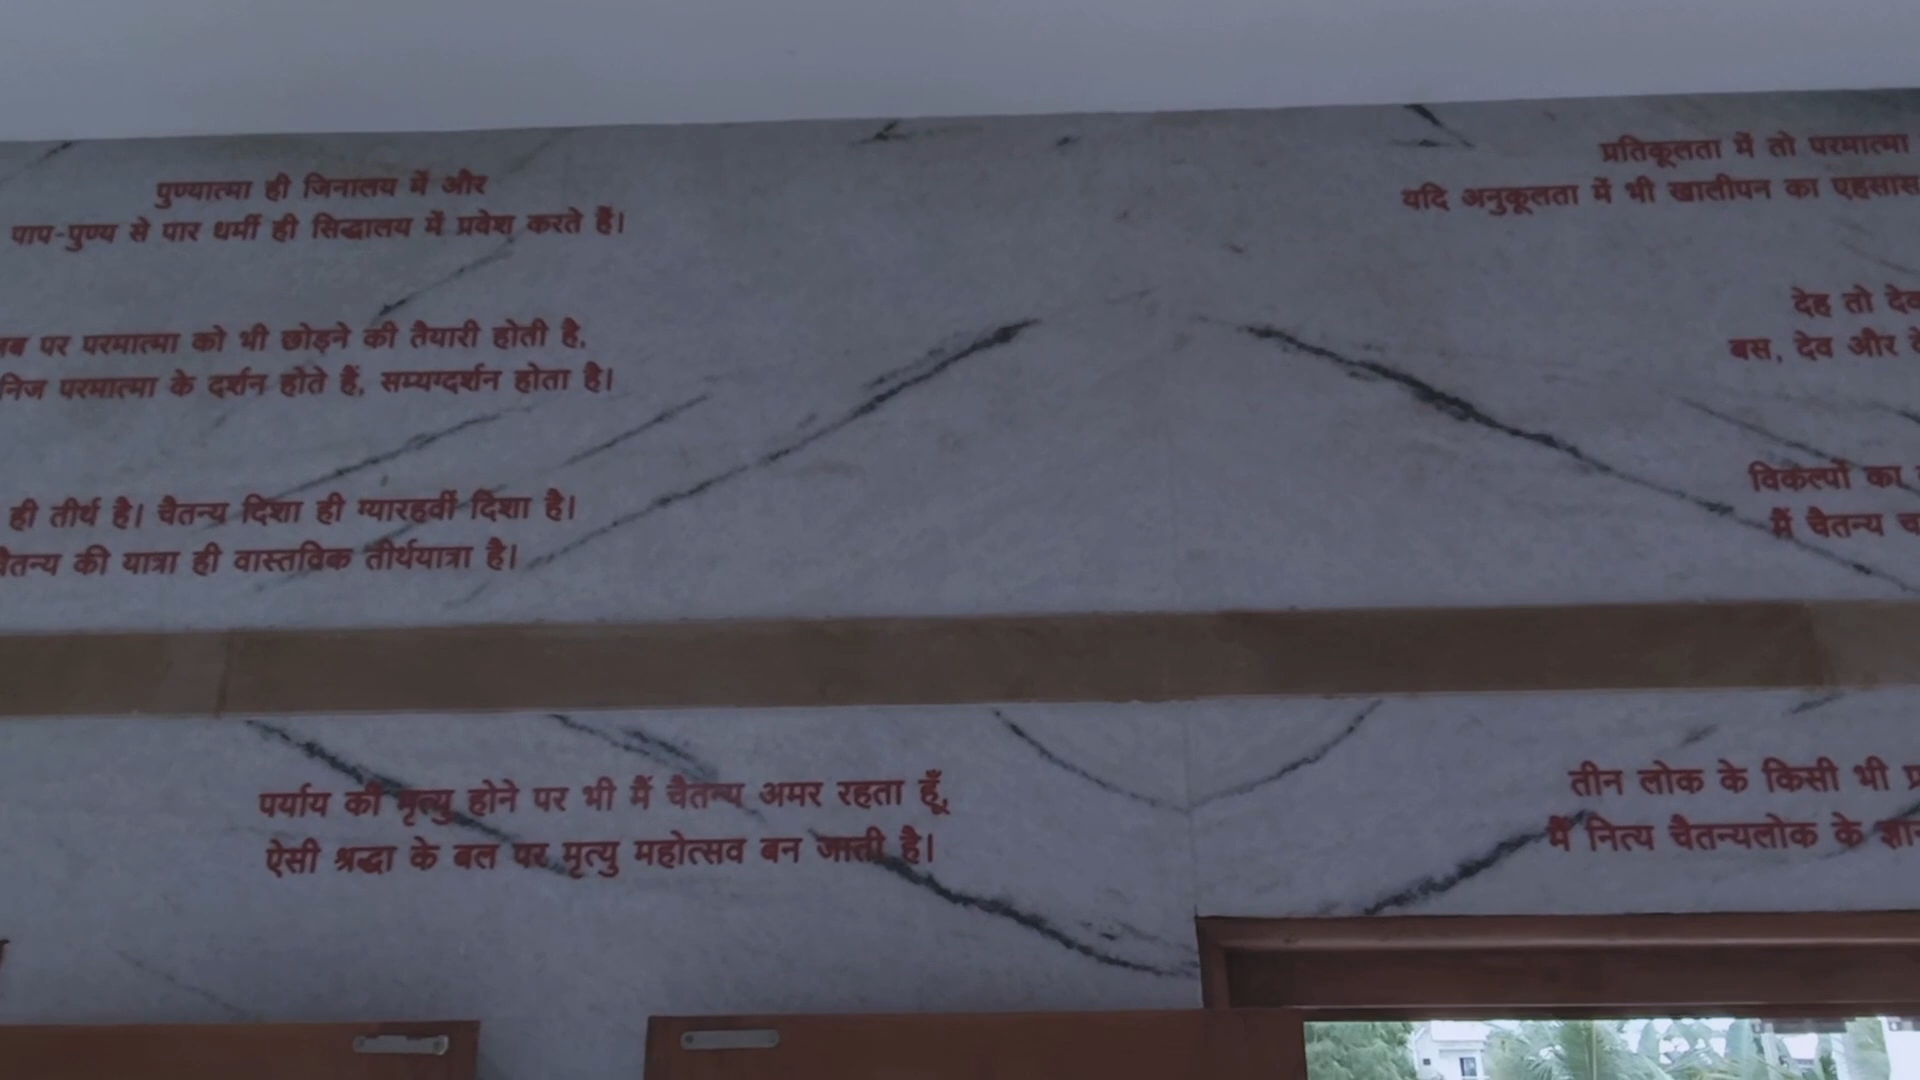 पुण्यात्मा ही जिनालय में और
पाप-पुण्य से पार धर्मी ही सिद्धालय में प्रवेश करते हैं।
पर परमात्मा को भी छोड़ने की तैयारी होती है,
निज परमात्मा के दर्शन होते हैं, सम्यग्दर्शन होता है।
ही तीर्थ है। चैतन्य दिशा ही ग्यारहवीं दिशा है।
चैतन्य की यात्रा ही वास्तविक तीर्थयात्रा है।
प्रतिकूलता में तो परमात्मा
यदि अनुकूलता में भी खालीपन का एहसास
देह तो
बस, देव और
विकल्पों का
मैं चैतन्य
पर्याय की मृत्यु होने पर भी मैं चैतन्य अमर रहता हूँ,
ऐसी श्रद्धा के बल पर मृत्यु महोत्सव बन जाती है।
तीन लोक के किसी भी
मैं नित्य चैतन्यलोक के